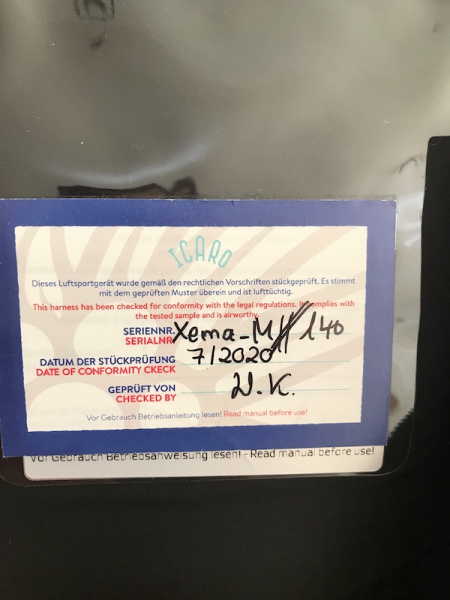 ICARO
Dieses Luftsportgerät wurde gemäß den rechtlichen Vorschriften stückgeprüft. Es stimmt
mit dem geprüften Muster überein und ist lufttüchtig.
This harness has been checked for conformity with the legal regulations. It complies with
the tested sample and is airworthy.
SERIENNR. Xema-M // 140
SERIALNR
DATUM DER STÜCKPRÜFUNG 7/2020
DATE OF CONFORMITY CKECK
GEPRÜFT VON N.K.
CHECKED BY
Vor Gebrauch Betriebsanleitung lesen! Read manual before use!
Vor Gebrauch Betriebsanweisung lesen! - Read manual before use!